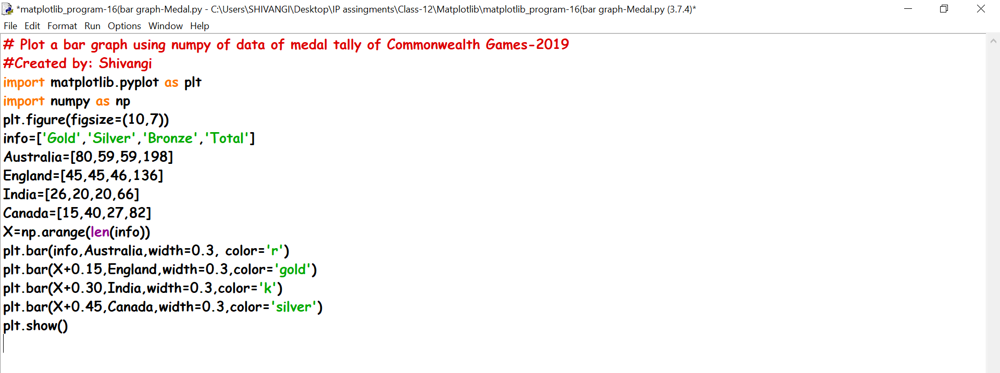 *matplotlib_program-16(bar graph-Medal.py - C:\Users\SHIVANGI\Desktop\IP assingments\Class-12\Matplotlib\matplotlib_program-16(bar graph-Medal.py (3.7.4)*
File Edit Format Run Options Window Help
# Plot a bar graph using numpy of data of medal tally of Commonwealth Games-2019
#Created by: Shivangi
import matplotlib.pyplot as plt
import numpy as np
plt.figure(figsize=(10,7))
info=['Gold','Silver','Bronze','Total']
Australia=[80,59,59,198]
England=[45,45,46,136]
India=[26,20,20,66]
Canada=[15,40,27,82]
X=np.arange(len(info))
plt.bar(info,Australia,width=0.3, color='r')
plt.bar(X+0.15,England,width=0.3,color='gold')
plt.bar(X+0.30,India,width=0.3,color='k')
plt.bar(X+0.45,Canada,width=0.3,color='silver')
plt.show()